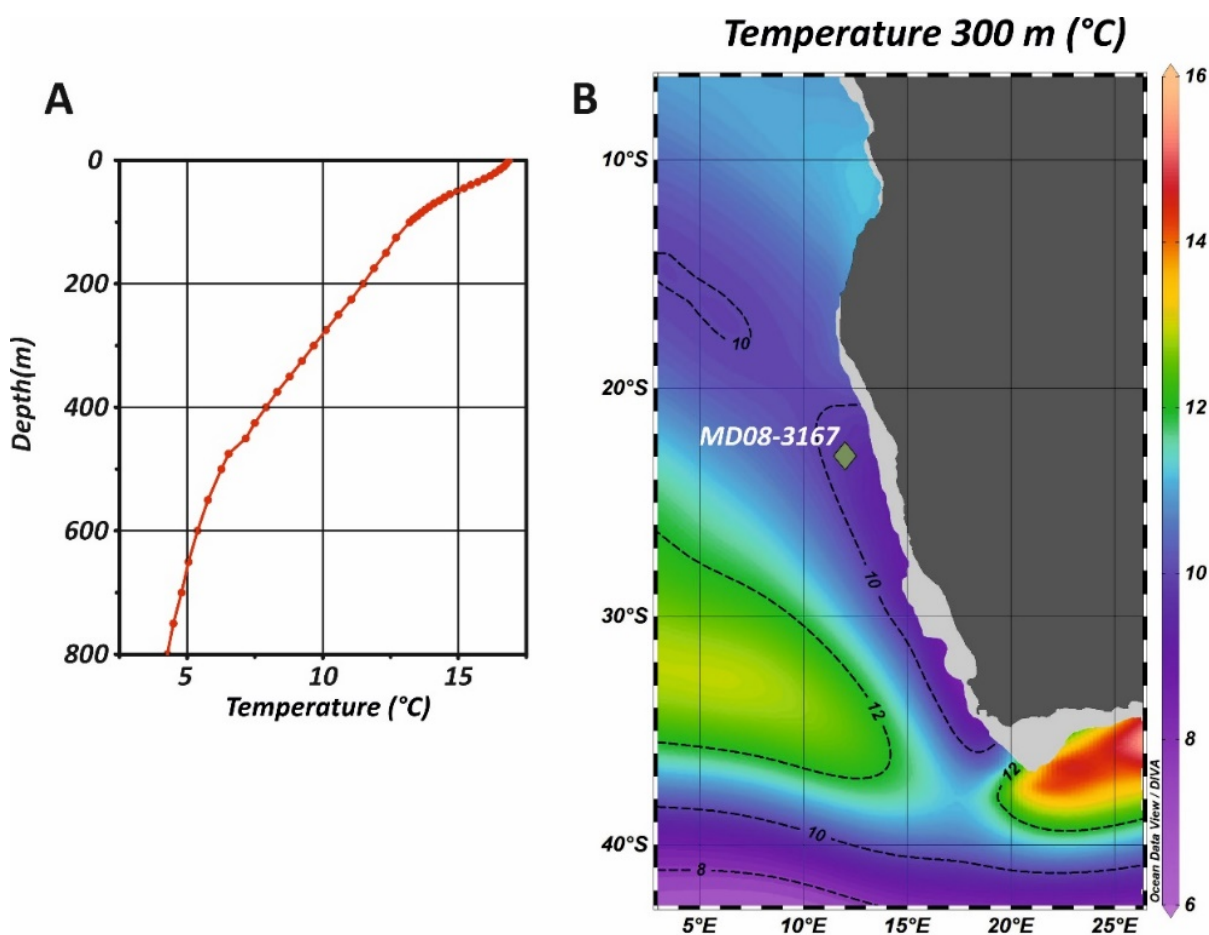 Temperature 300 m (°C)
A
B
0
200
400
600
800
Depth(m)
5
10
15
Temperature (°C)
10°S
20°S
30°S
40°S
10
MD08-3167
10
12
12
10
8
5°E
10°E
15°E
20°E
25°E
16
14
12
10
8
6
Ocean Data View / DIVA